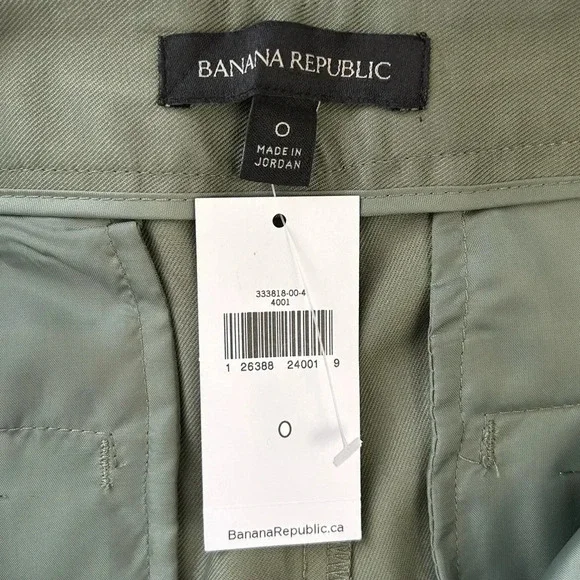 BANANA REPUBLIC
0
MADE IN
JORDAN
333818-00-4
4001
1 26388 24001 9
0
BananaRepublic.ca